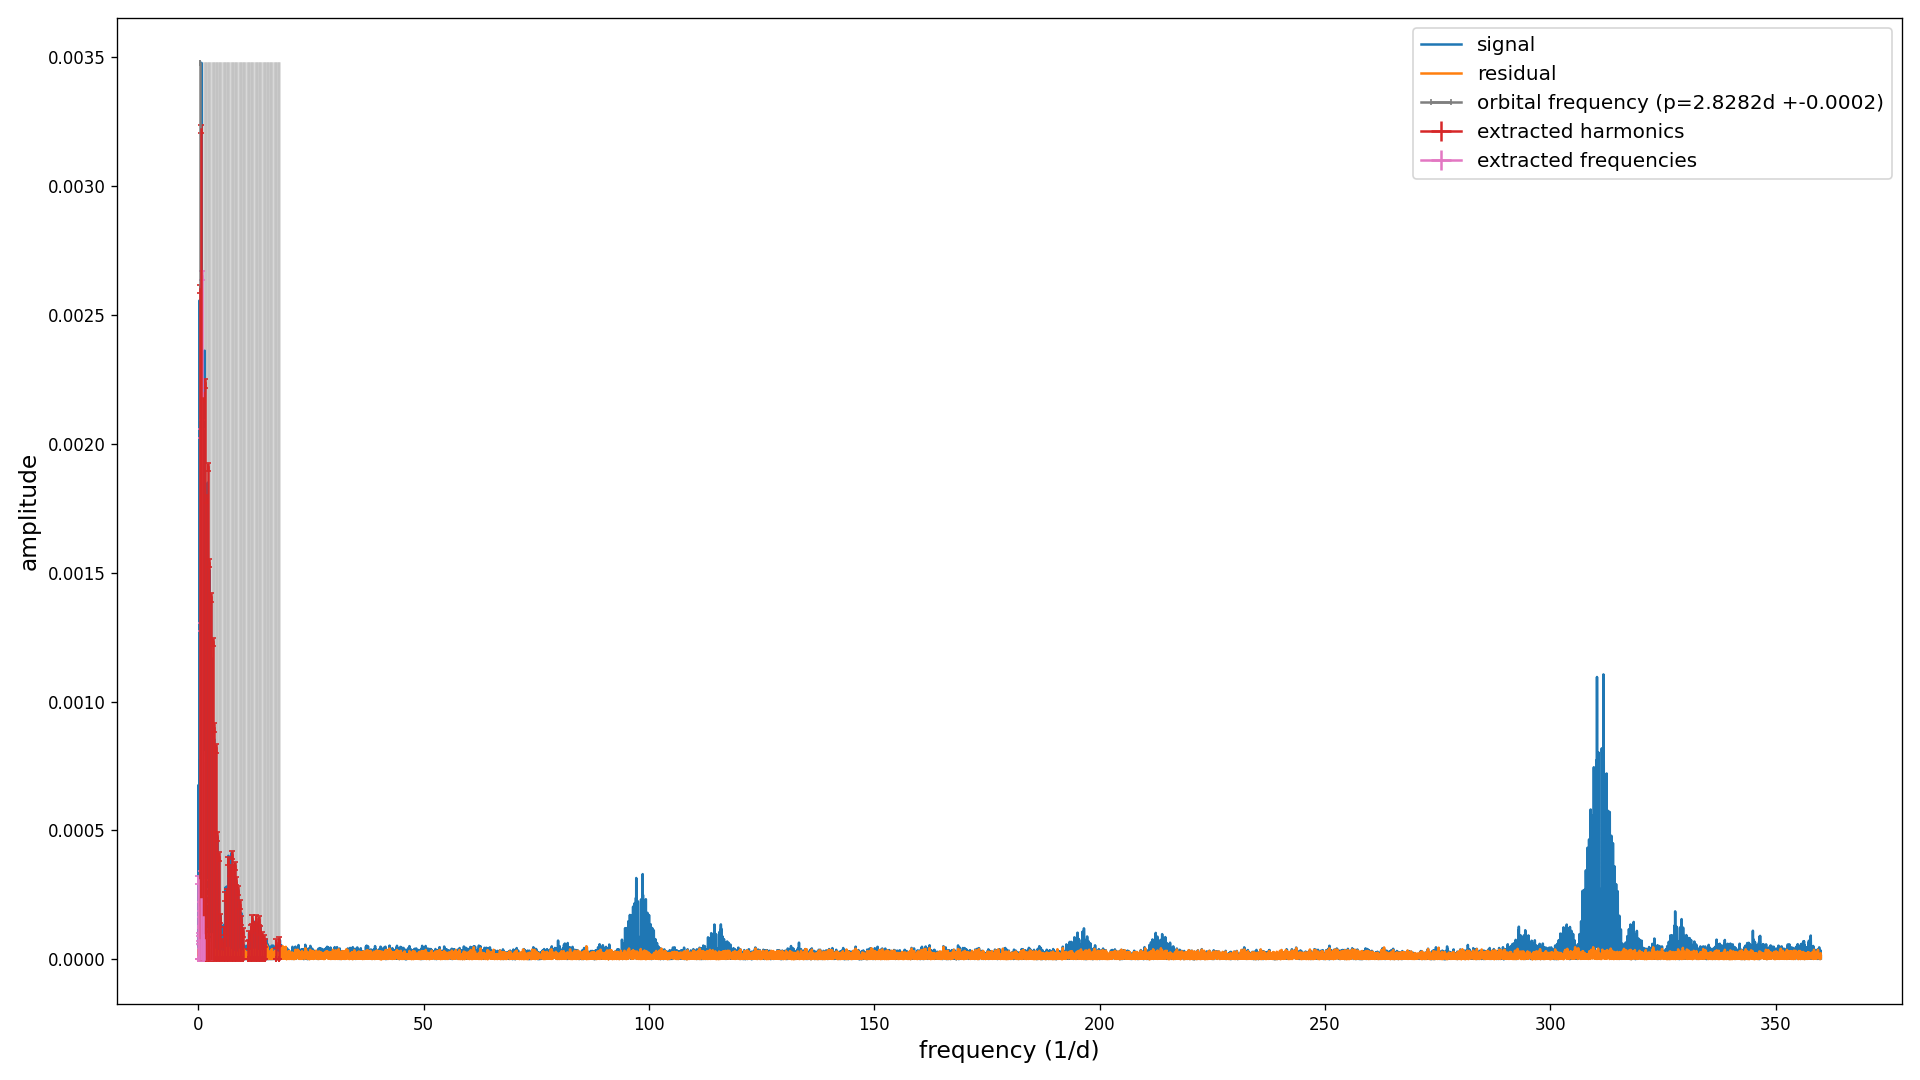 signal
residual
orbital frequency (p=2.8282d +-0.0002)
extracted harmonics
extracted frequencies
amplitude
0.0035
0.0030
0.0025
0.0020
0.0015
0.0010
0.0005
0.0000
0 50 100 150 200 250 300 350
frequency (1/d)